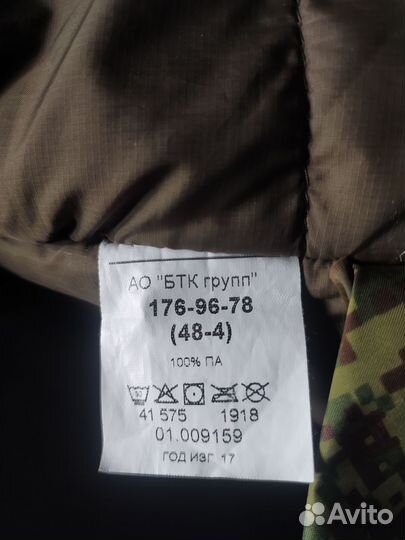 АО "БТК групп"
176-96-78
(48-4)
100% ПА
41 575 1918
01.009159
ГОД ИЗГ. 17
Avito